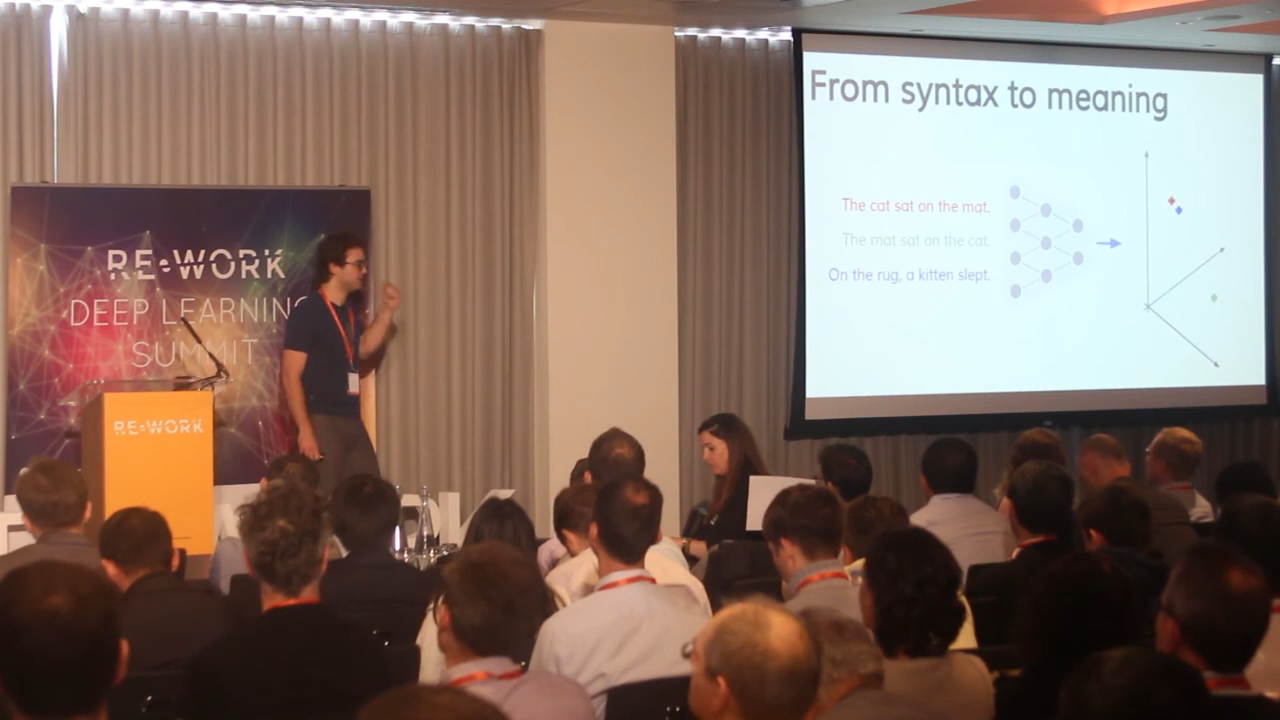 From syntax to meaning
The cat sat on the mat.
The mat sat on the cat.
On the rug, a kitten slept.
RE•WORK
DEEP LEARNING
SUMMIT
RE•WORK